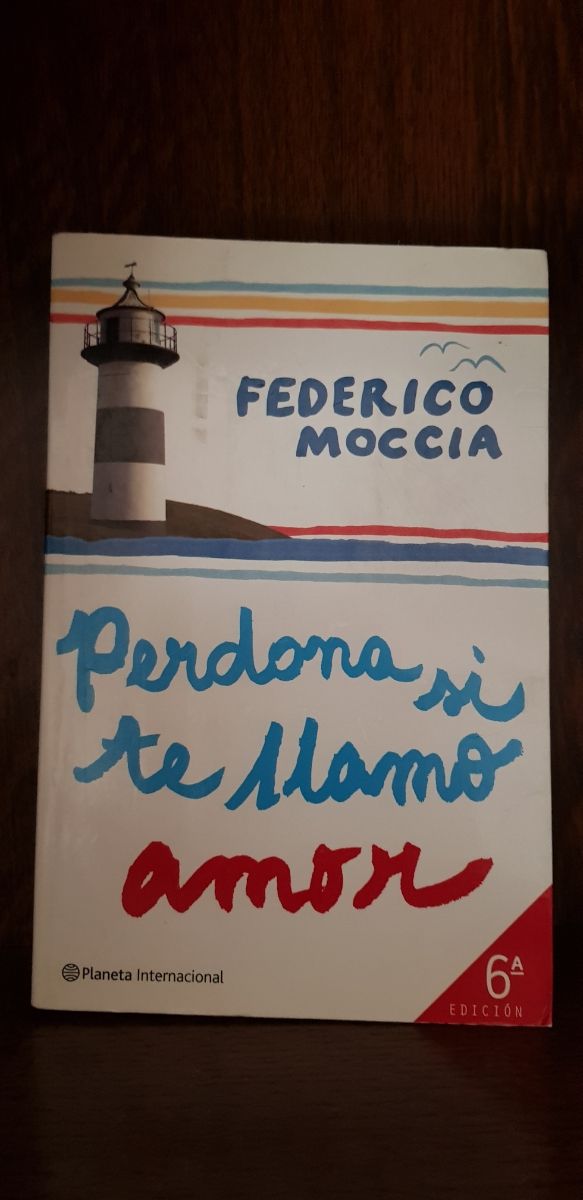 FEDERICO
MOCCIA
Perdona si
te llamo
amor
Planeta Internacional
6ª
EDICIÓN